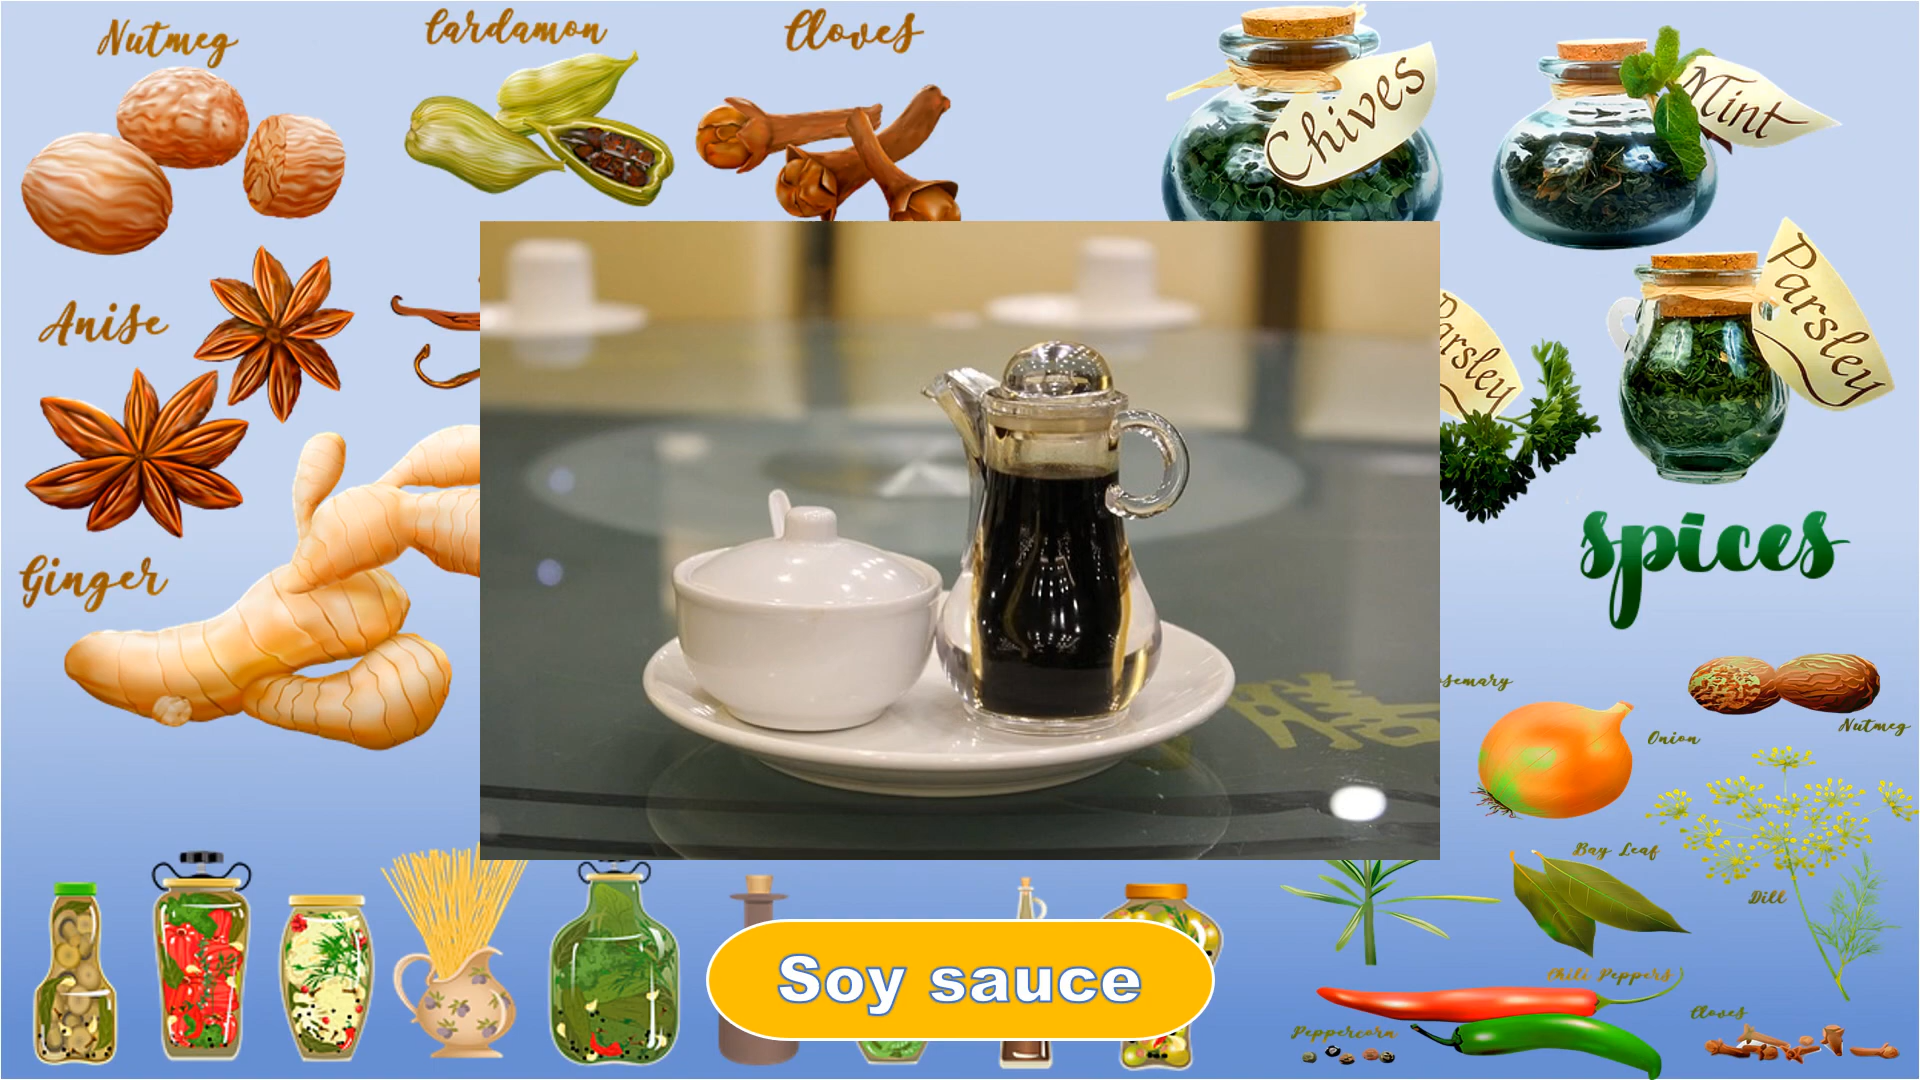 Nutmeg
Cardamon
Cloves
Chives
Mint
Anise
Parsley
Parsley
Ginger
spices
Onion
Nutmeg
Bay Leaf
Dill
Chili Peppers
Soy sauce
Cloves
Peppercorn